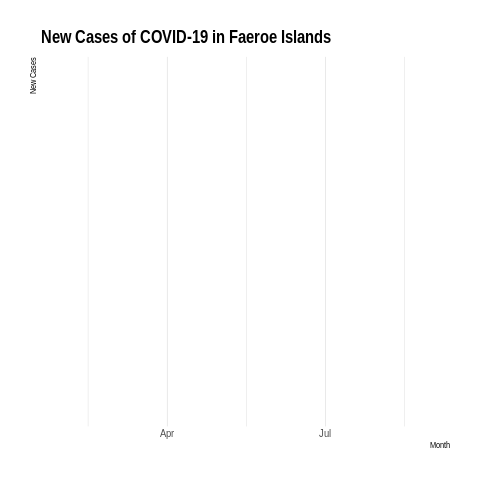 New Cases of COVID-19 in Faeroe Islands
New Cases
Apr
Jul
Month